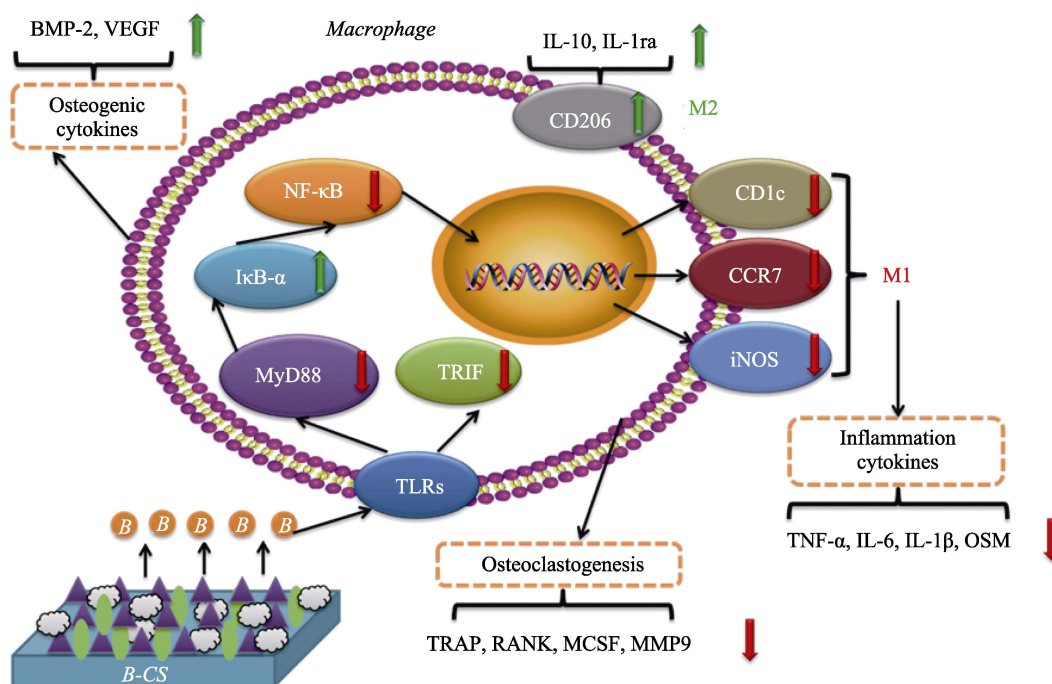 BMP-2, VEGF
Macrophage
IL-10, IL-1ra
Osteogenic
cytokines
CD206
M2
NF-κB
CD1c
IκB-α
CCR7
M1
MyD88
TRIF
iNOS
Inflammation
cytokines
TLRs
B B B B B
TNF-α, IL-6, IL-1β, OSM
Osteoclastogenesis
TRAP, RANK, MCSF, MMP9
B-CS